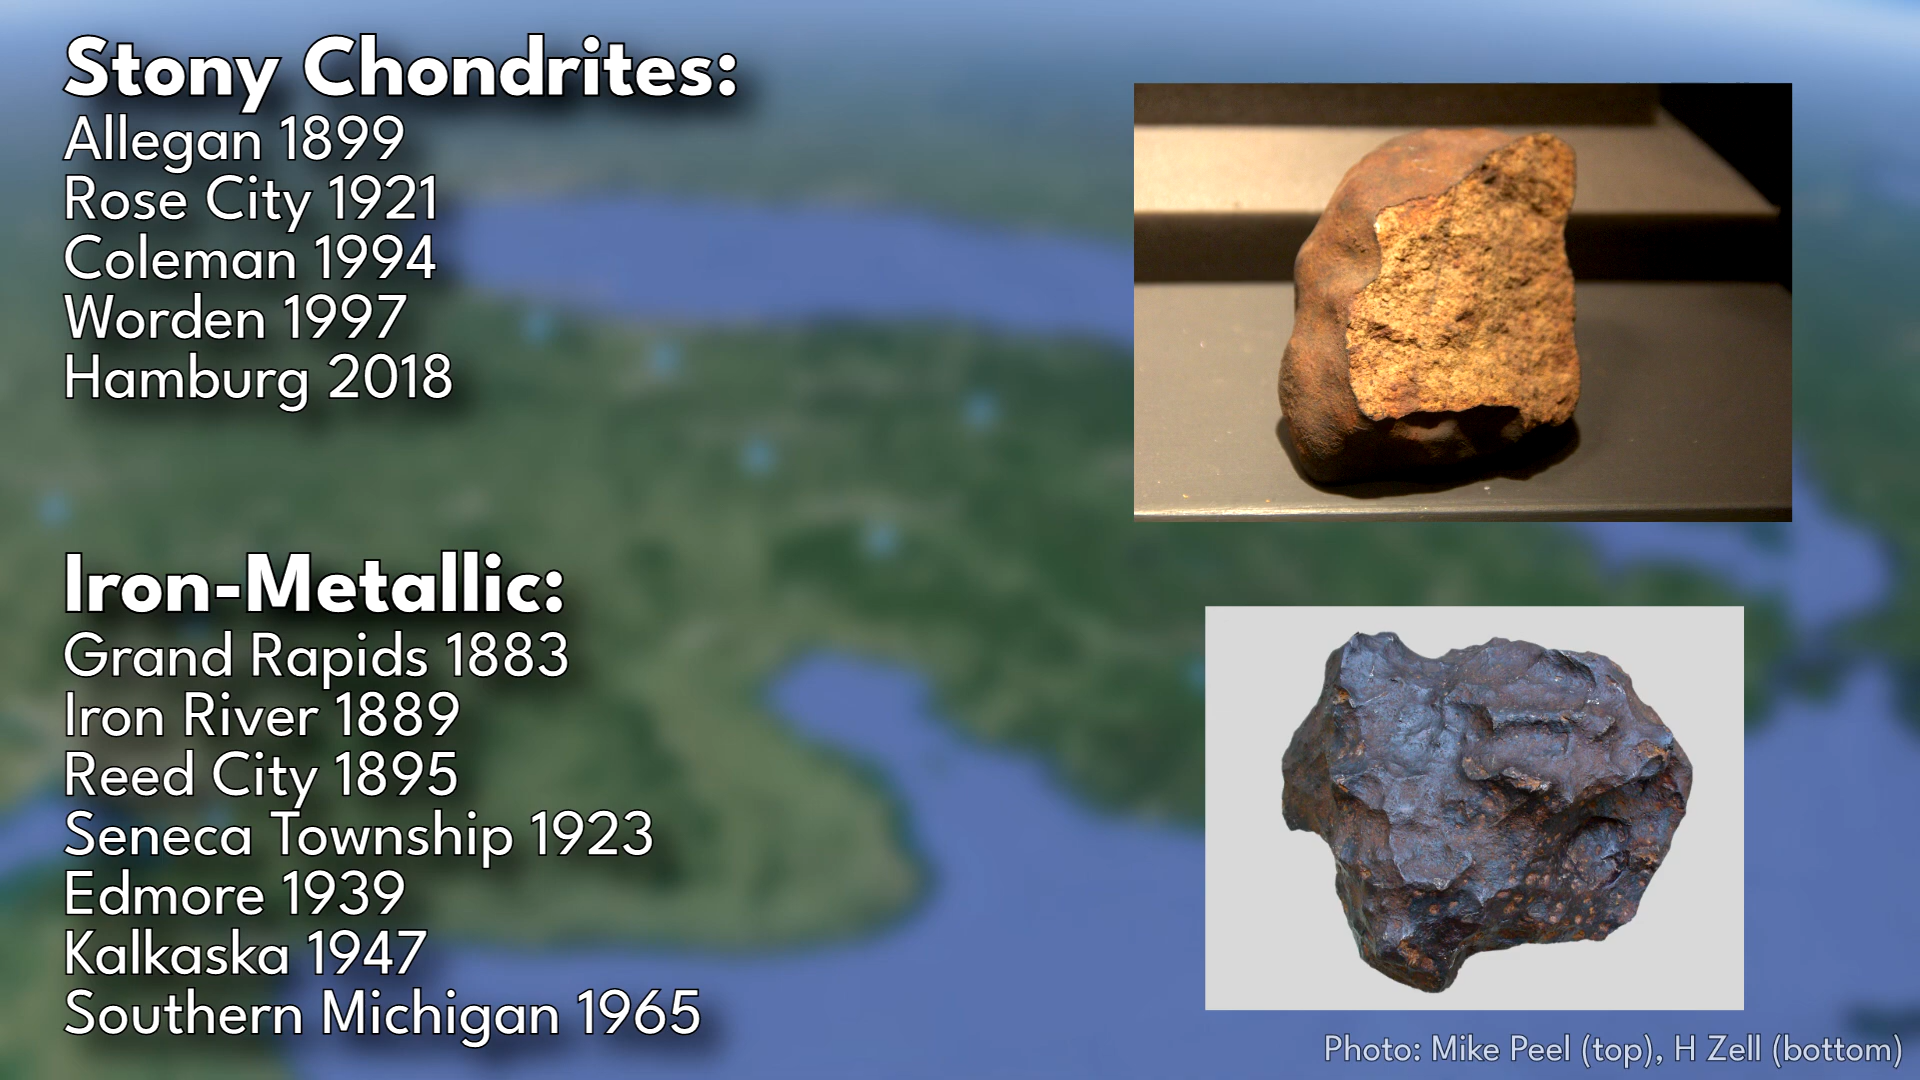 Stony Chondrites:
Allegan 1899
Rose City 1921
Coleman 1994
Worden 1997
Hamburg 2018
Iron-Metallic:
Grand Rapids 1883
Iron River 1889
Reed City 1895
Seneca Township 1923
Edmore 1939
Kalkaska 1947
Southern Michigan 1965
Photo: Mike Peel (top), H Zell (bottom)